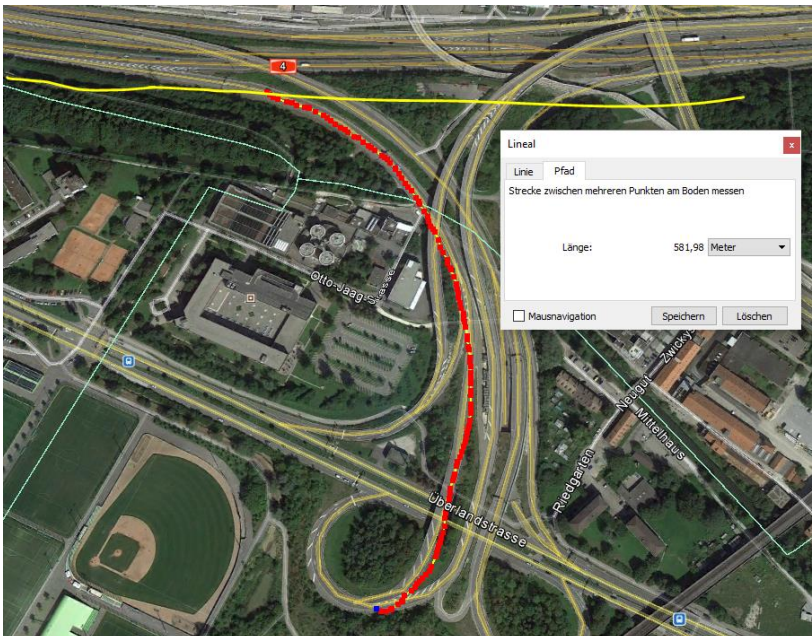 4
Lineal
x
Linie
Pfad
Strecke zwischen mehreren Punkten am Boden messen
Länge:
581,98
Meter
Mausnavigation
Speichern
Löschen
Otto-Jaag-Strasse
Überlandstrasse
Riedgarten
Neugut
Zwicky-
Mittelhaus